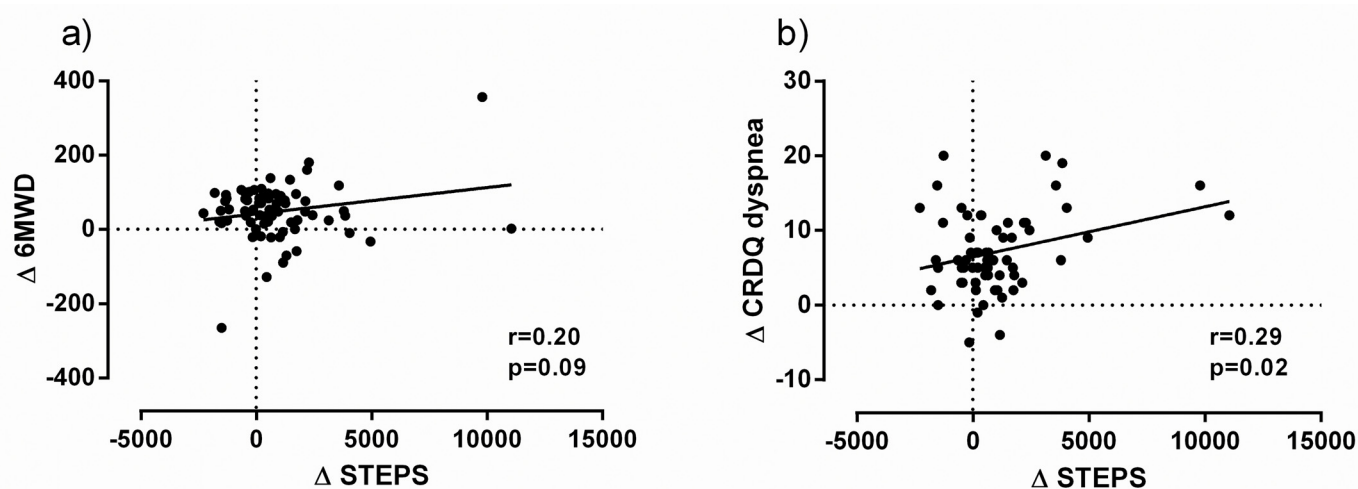 a)
400
200
0
-200
-400
Δ 6MWD
r=0.20
p=0.09
-5000 0 5000 10000 15000
Δ STEPS
b)
30
20
10
0
-10
Δ CRDQ dyspnea
r=0.29
p=0.02
-5000 0 5000 10000 15000
Δ STEPS